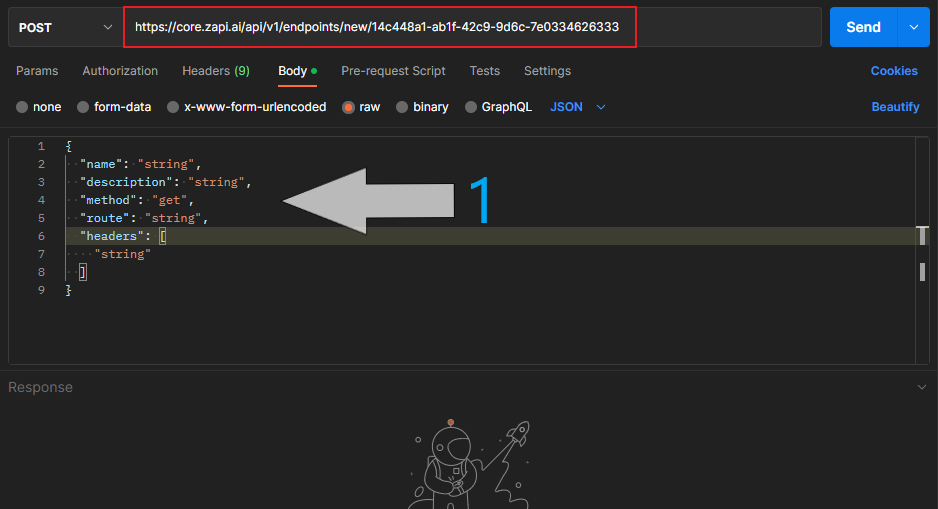 POST
https://core.zapi.ai/api/v1/endpoints/new/14c448a1-ab1f-42c9-9d6c-7e0334626333
Send
Params Authorization Headers (9) Body Pre-request Script Tests Settings Cookies
none form-data x-www-form-urlencoded raw binary GraphQL JSON Beautify
1 {
2 "name": "string",
3 "description": "string",
4 "method": "get",
5 "route": "string",
6 "headers": [
7 "string"
8 ]
9 }
1
Response